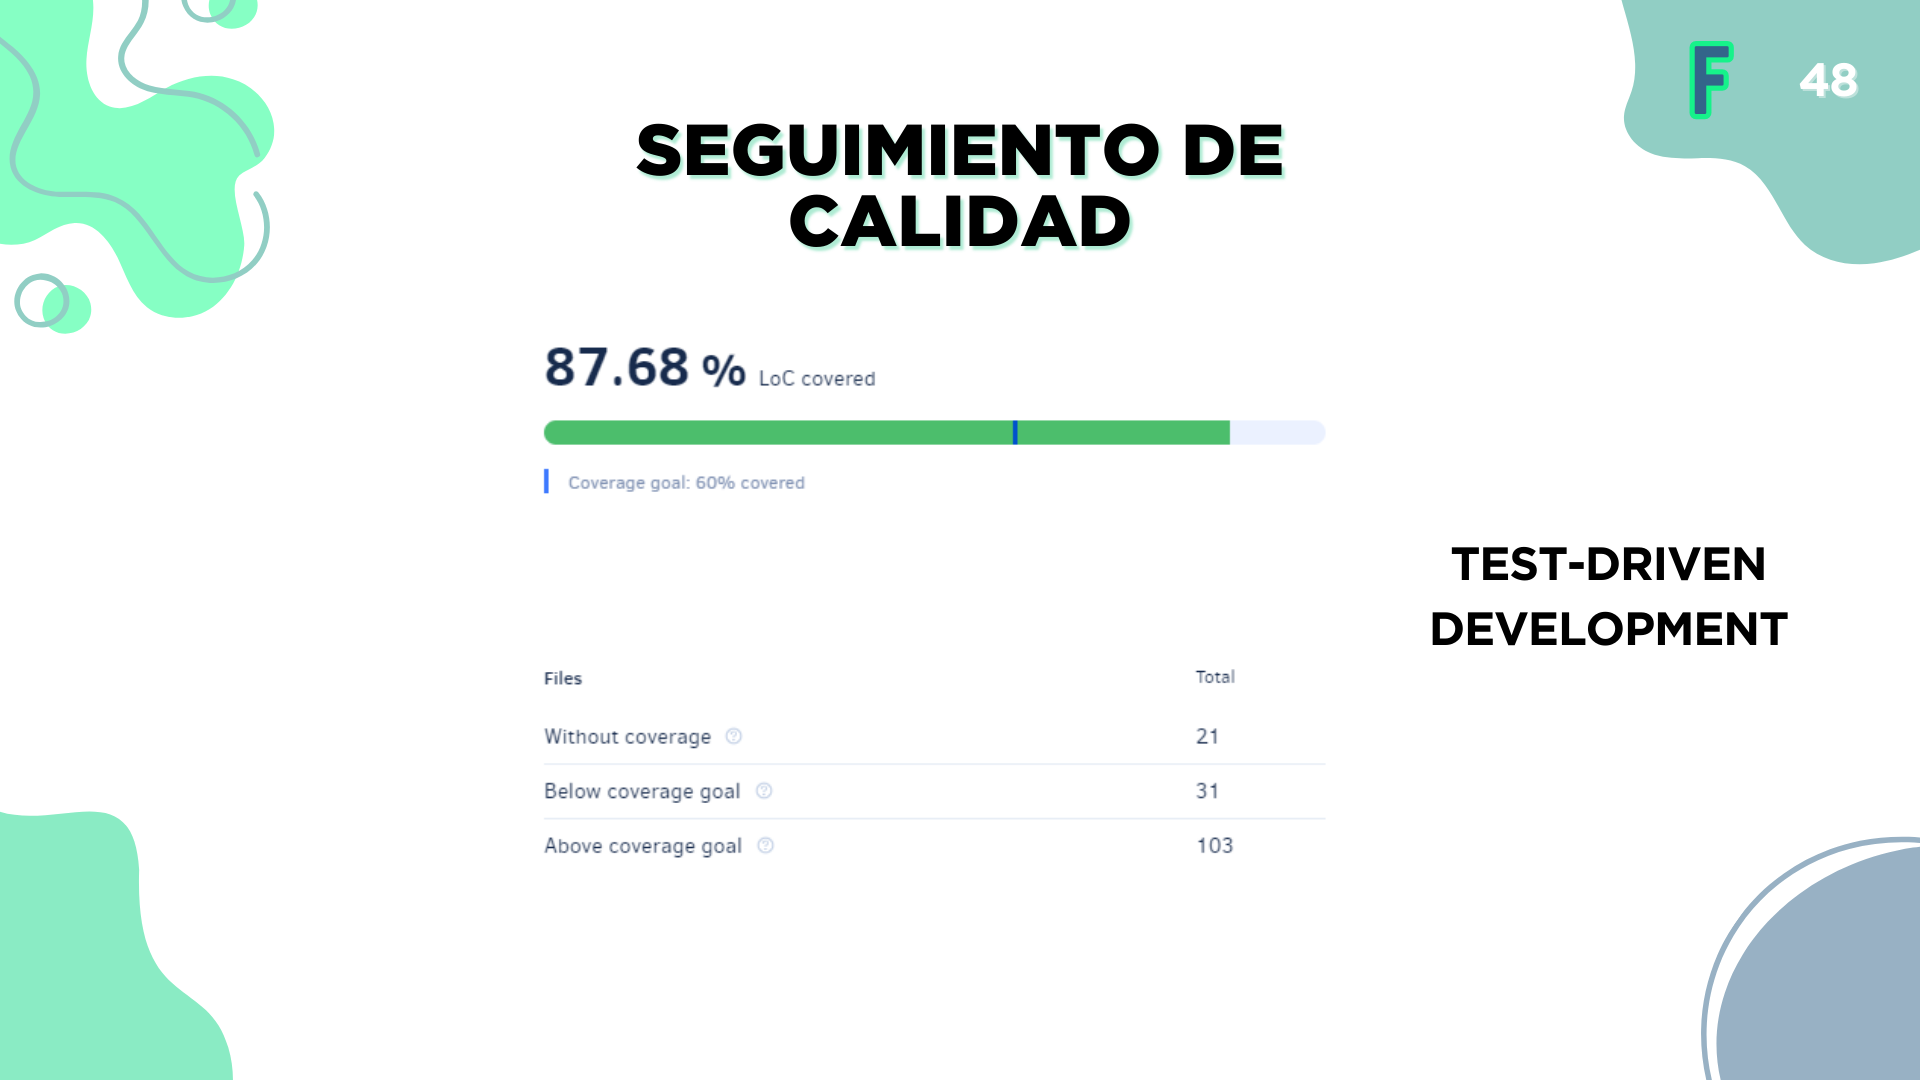 F
48
SEGUIMIENTO DE
CALIDAD
87.68 % LoC covered
Coverage goal: 60% covered
TEST-DRIVEN
DEVELOPMENT
Files Total
Without coverage ? 21
Below coverage goal ? 31
Above coverage goal ? 103